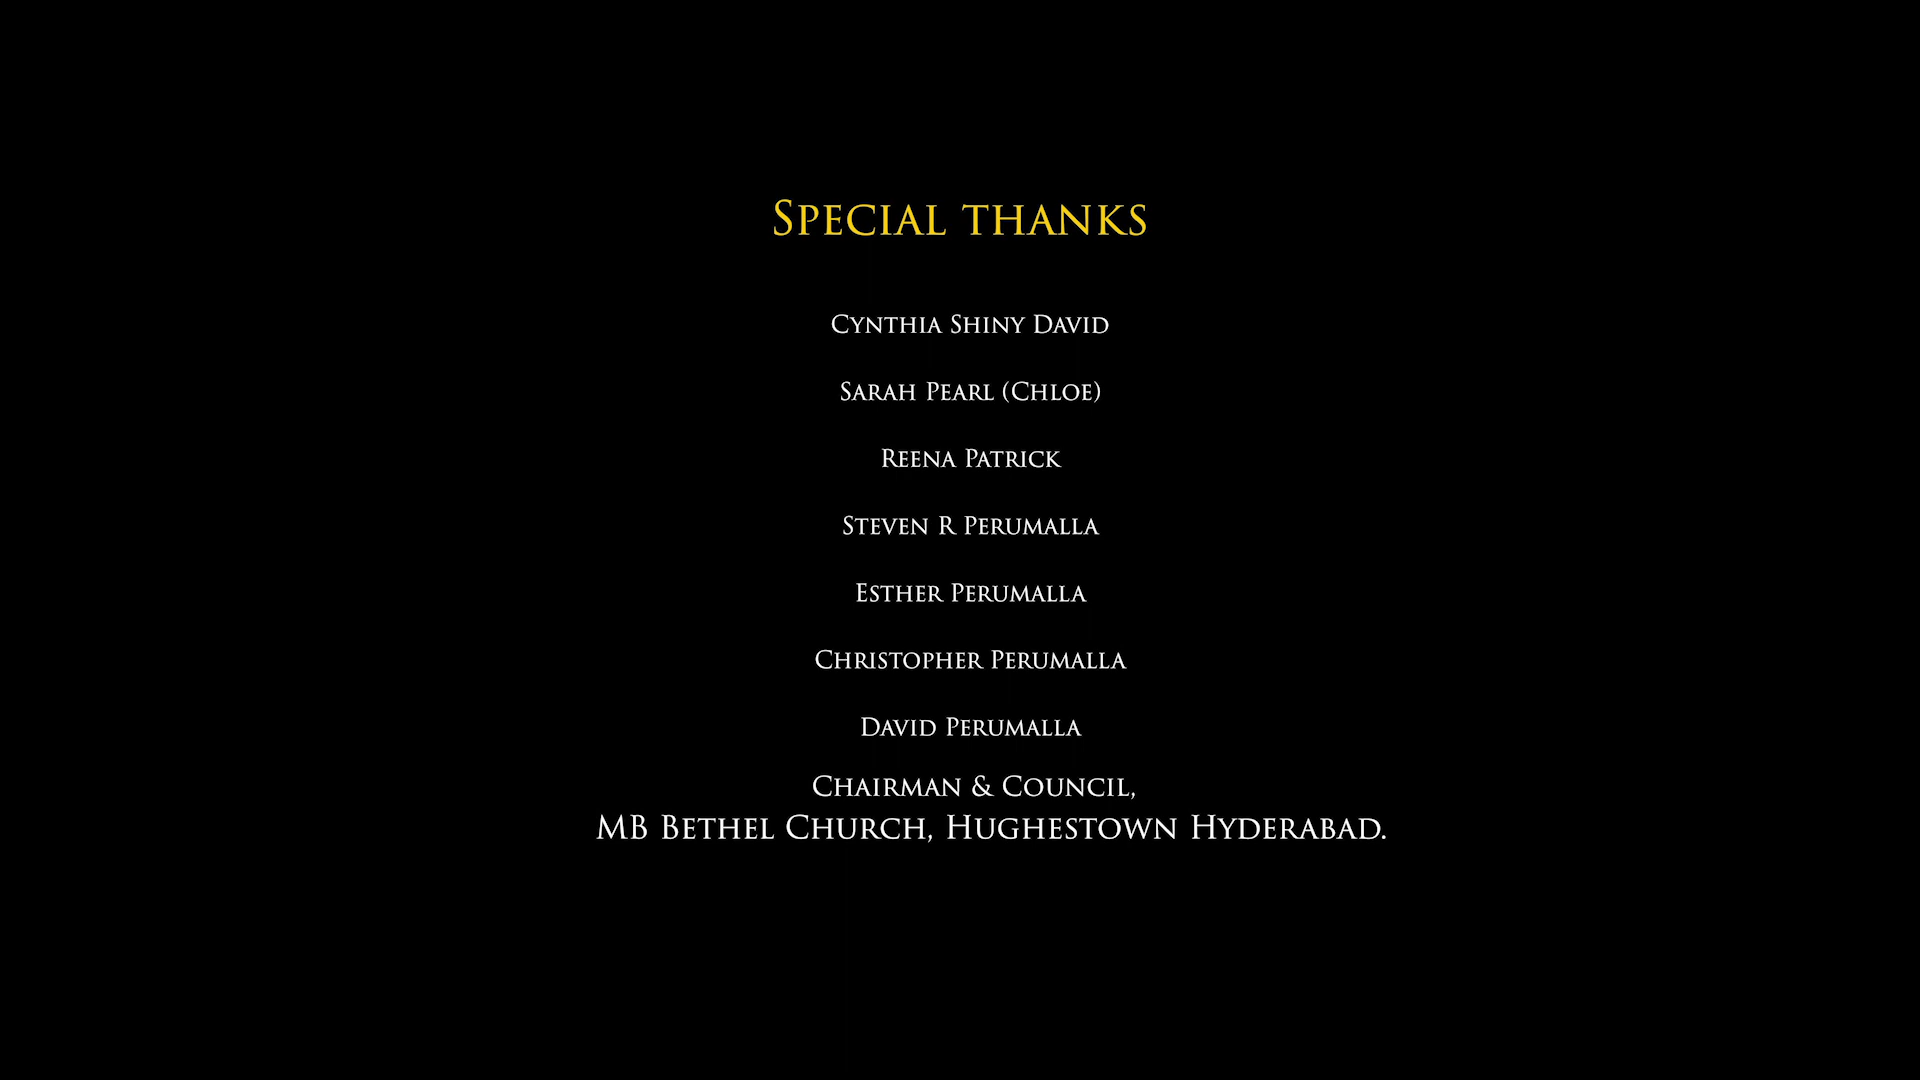 Special thanks
Cynthia Shiny David
Sarah Pearl (Chloe)
Reena Patrick
Steven R Perumalla
Esther Perumalla
Christopher Perumalla
David Perumalla
Chairman & Council,
MB Bethel Church, Hughestown Hyderabad.